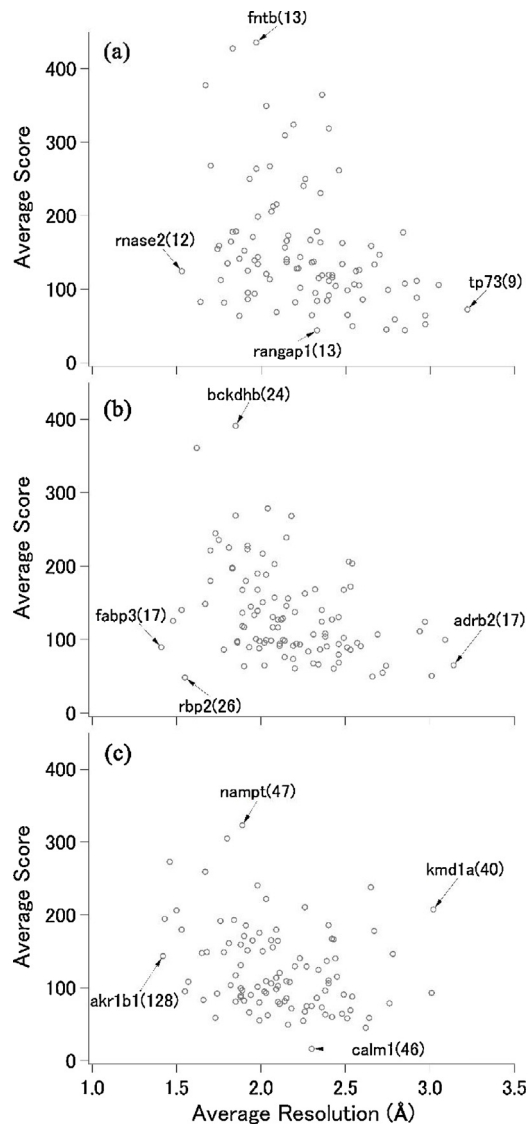 fntb(13)
(a)
400
300
200
100
0
Average Score
rnase2(12)
tp73(9)
rangap1(13)
bckdhb(24)
(b)
400
300
200
100
0
Average Score
fabp3(17)
adrb2(17)
rbp2(26)
(c)
400
300
200
100
0
Average Score
nampt(47)
kmd1a(40)
akr1b1(128)
calm1(46)
1.0 1.5 2.0 2.5 3.0 3.5
Average Resolution (Å)